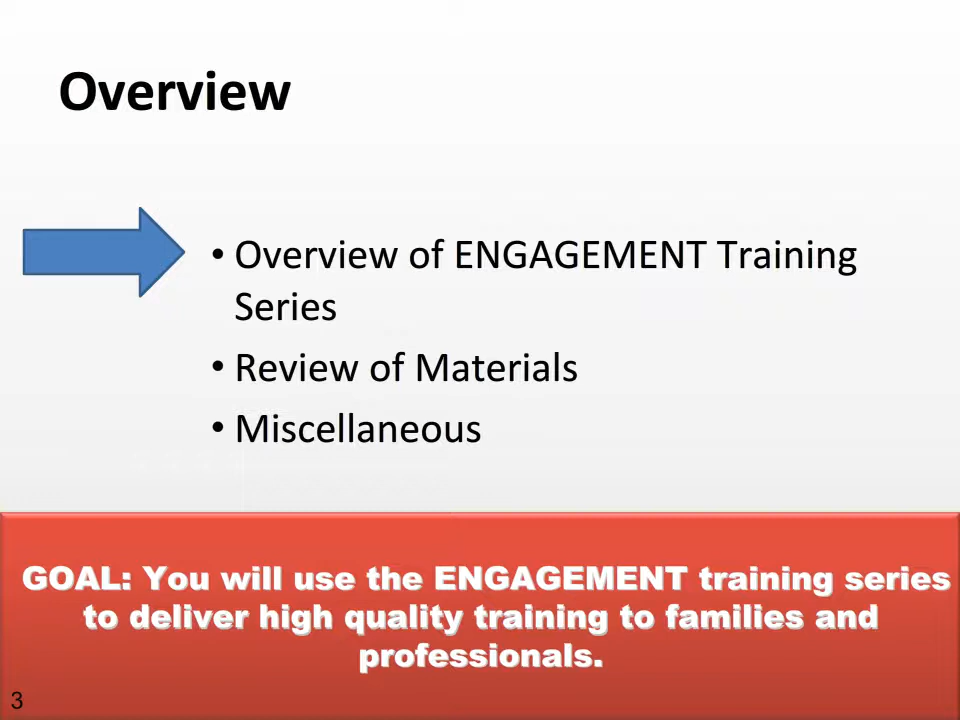 Overview
• Overview of ENGAGEMENT Training
Series
• Review of Materials
• Miscellaneous
GOAL: You will use the ENGAGEMENT training series
to deliver high quality training to families and
professionals.
3